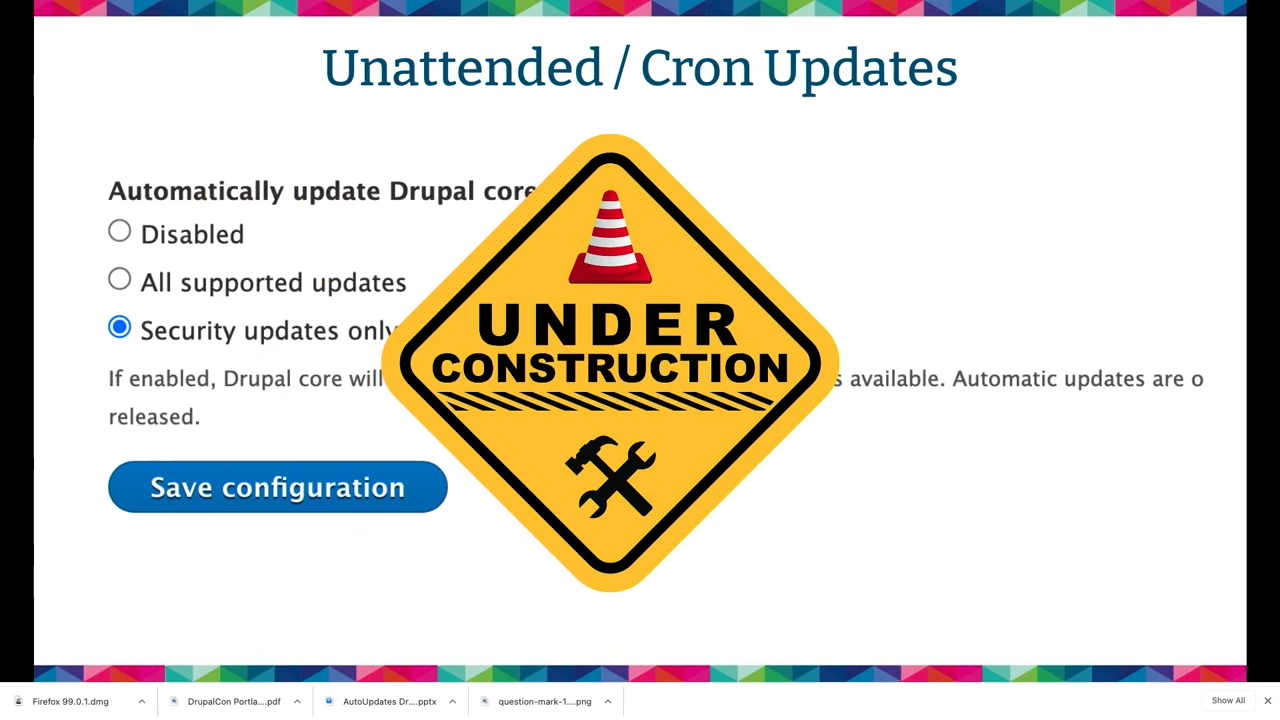 Unattended / Cron Updates
Automatically update Drupal core
Disabled
All supported updates
Security updates only
If enabled, Drupal core will s available. Automatic updates are o
released.
Save configuration
UNDER
CONSTRUCTION
Firefox 99.0.1.dmg
DrupalCon Portla....pdf
AutoUpdates Dr....pptx
question-mark-1....png
Show All